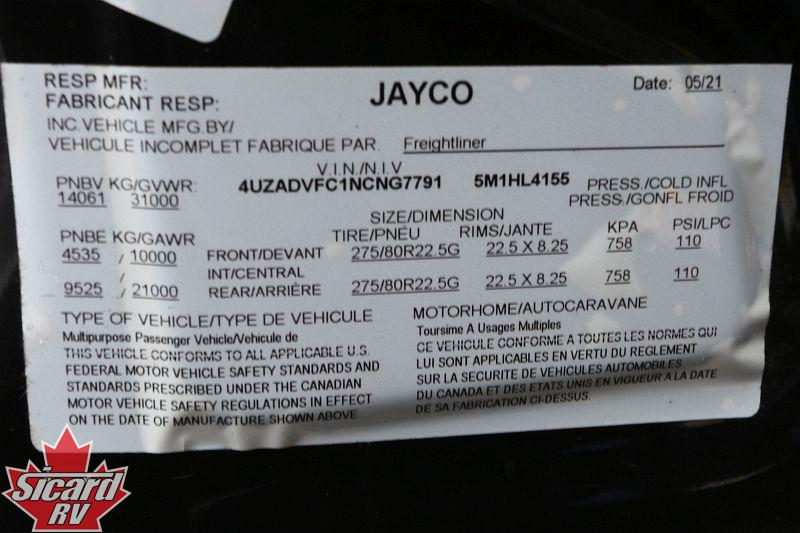 RESP MFR: JAYCO Date: 05/21
FABRICANT RESP:
INC.VEHICLE MFG.BY/
VEHICULE INCOMPLET FABRIQUE PAR. Freightliner
V.I.N/N.I.V
PNBV KG/GVWR: 4UZADVFC1NCNG7791 5M1HL4155 PRESS./COLD INFL
14061 31000 PRESS/GONFL FROID
SIZE/DIMENSION
PNBE KG/GAWR TIRE/PNEU RIMS/JANTE KPA PSI/LPC
4535 / 10000 FRONT/DEVANT 275/80R22.5G 22.5 X 8.25 758 110
INT/CENTRAL
9525 / 21000 REAR/ARRIÈRE 275/80R22.5G 22.5 X 8.25 758 110
TYPE OF VEHICLE/TYPE DE VEHICULE MOTORHOME/AUTOCARAVANE
Multipurpose Passenger Vehicle/Vehicule de Toursime A Usages Multiples
THIS VEHICLE CONFORMS TO ALL APPLICABLE U.S.
FEDERAL MOTOR VEHICLE SAFETY STANDARDS AND
STANDARDS PRESCRIBED UNDER THE CANADIAN
MOTOR VEHICLE SAFETY REGULATIONS IN EFFECT
ON THE DATE OF MANUFACTURE SHOWN ABOVE
CE VEHICULE CONFORME A TOUTES LES NORMES QUI
LUI SONT APPLICABLES EN VERTU DU REGLEMENT
SUR LA SECURITE DE VEHICULES AUTOMOBILES
DU CANADA ET DES ETATS UNIS EN VIGUEUR A LA DATE
DE SA FABRICATION CI-DESSUS.
Sicard
RV